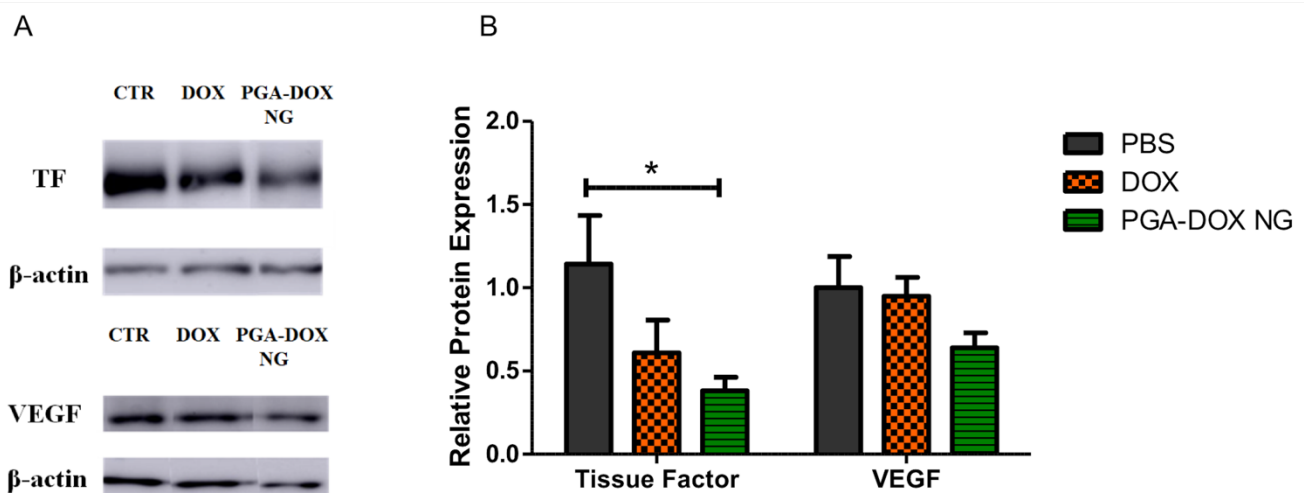 A
CTR DOX PGA-DOX
NG
TF
β-actin
CTR DOX PGA-DOX
NG
VEGF
β-actin
B
Relative Protein Expression
2.0
1.5
1.0
0.5
0.0
*
Tissue Factor VEGF
PBS
DOX
PGA-DOX NG